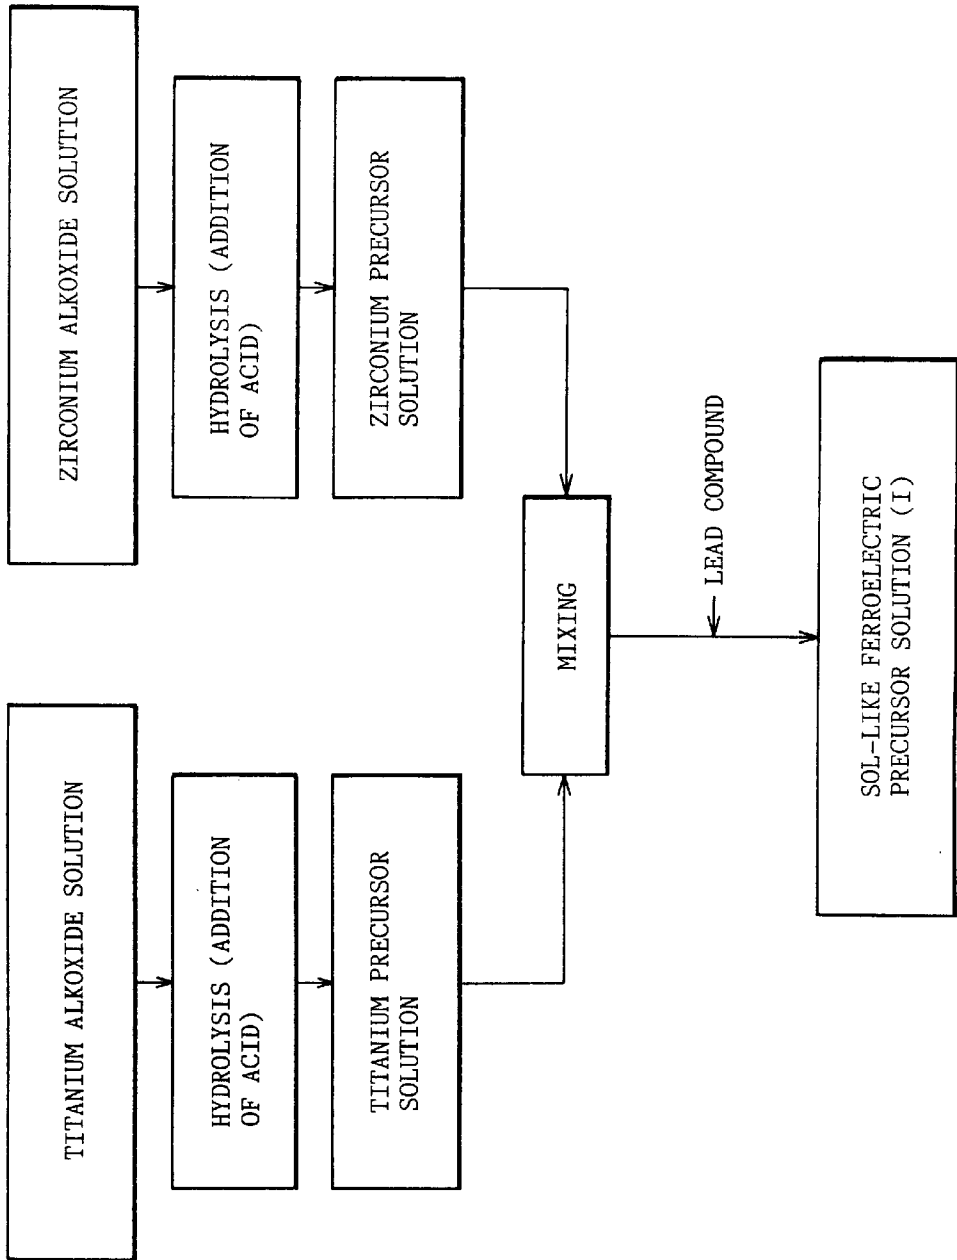 TITANIUM ALKOXIDE SOLUTION
HYDROLYSIS (ADDITION
OF ACID)
TITANIUM PRECURSOR
SOLUTION
ZIRCONIUM ALKOXIDE SOLUTION
HYDROLYSIS (ADDITION
OF ACID)
ZIRCONIUM PRECURSOR
SOLUTION
MIXING
LEAD COMPOUND
SOL-LIKE FERROELECTRIC
PRECURSOR SOLUTION (I)